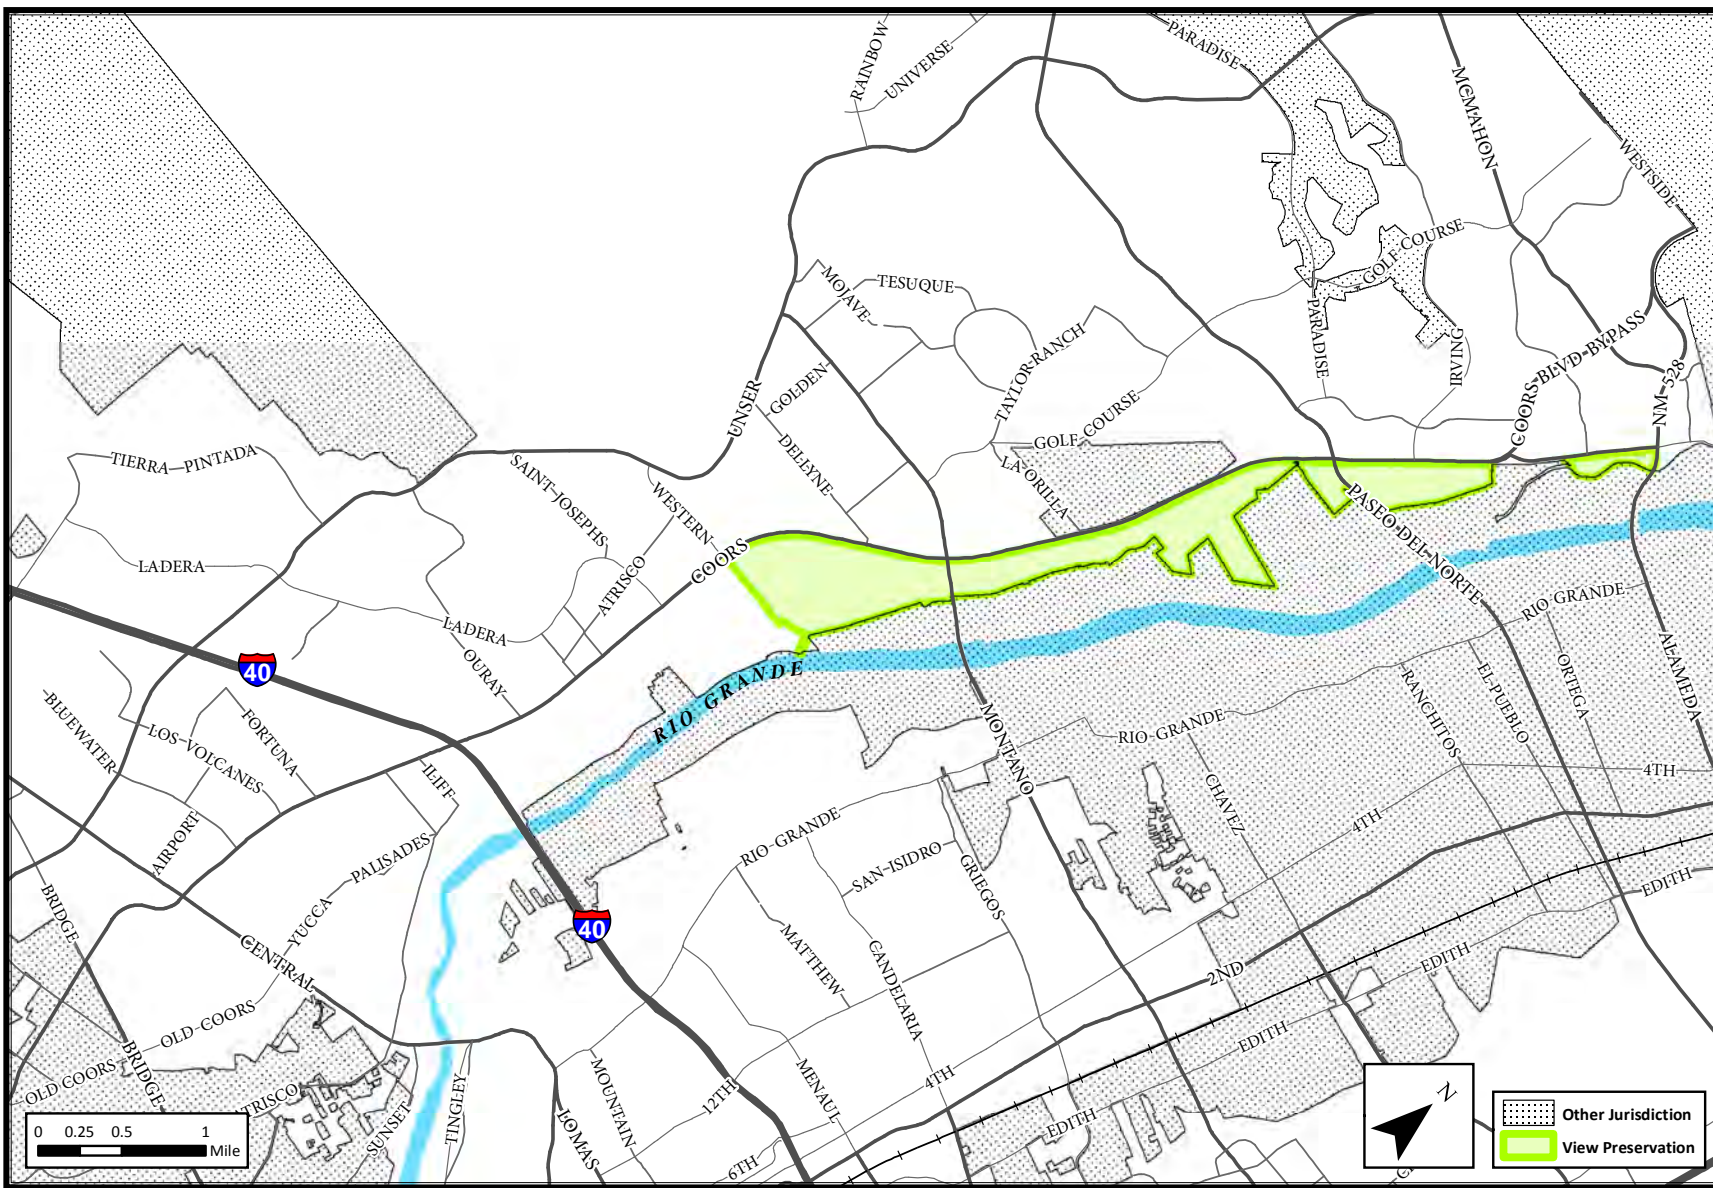 RAINBOW
UNIVERSE
PARADISE
MCMAHON
WESTSIDE
GOLF COURSE
MOJAVE
TESUQUE
PARADISE
IRVING
COORS BLVD BYPASS
NM 528
UNSER
GOLDEN
TAYLOR RANCH
DELLYNE
GOLF COURSE
LA ORILLA
TIERRA PINTADA
SAINT JOSEPHS
WESTERN
COORS
PASEO DEL NORTE
LADERA
ATRISCO
LADERA
OURAY
RIO GRANDE
ALAMEDA
40
RIO GRANDE
BLUEWATER
LOS VOLCANES
FORTUNA
ILIFF
MONTANO
RIO GRANDE
RANCHITOS
EL PUEBLO
ORTEGA
4TH
CHAVEZ
4TH
AIRPORT
PALISADES
YUCCA
RIO GRANDE
SAN ISIDRO
GRIEGOS
EDITH
BRIDGE
CENTRAL
40
MATTHEW
CANDELARIA
2ND
EDITH
OLD COORS
EDITH
OLD COORS
BRIDGE
SUNSET
TINGLEY
LOMAS
MOUNTAIN
12TH
MENAUL
4TH
EDITH
6TH
0 0.25 0.5 1
Mile
N
Other Jurisdiction
View Preservation